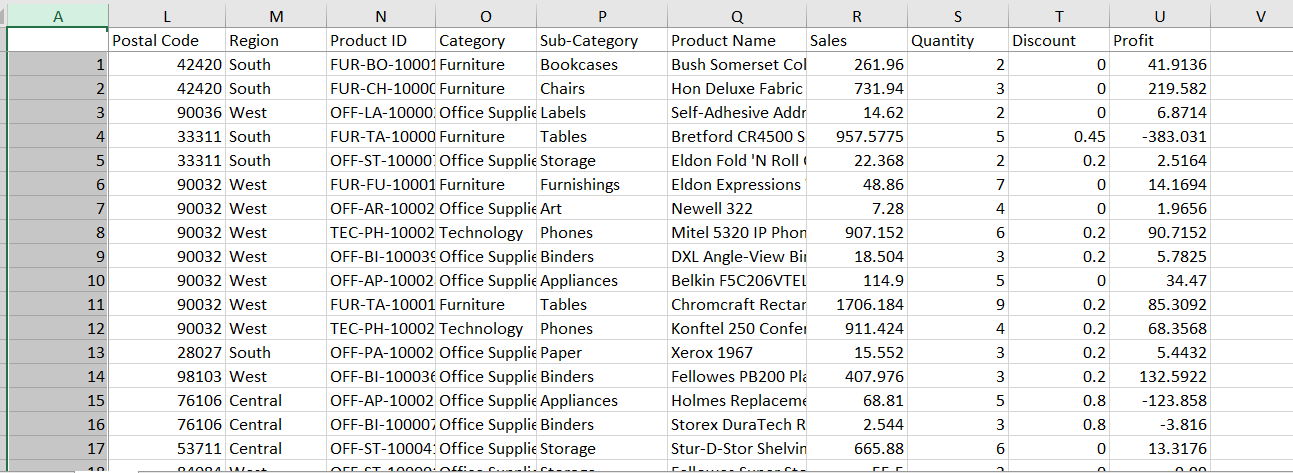 A L M N O P Q R S T U V
Postal Code Region Product ID Category Sub-Category Product Name Sales Quantity Discount Profit
1 42420 South FUR-BO-10001 Furniture Bookcases Bush Somerset Col 261.96 2 0 41.9136
2 42420 South FUR-CH-10000 Furniture Chairs Hon Deluxe Fabric 731.94 3 0 219.582
3 90036 West OFF-LA-10000 Office Supplie Labels Self-Adhesive Addr 14.62 2 0 6.8714
4 33311 South FUR-TA-10000 Furniture Tables Bretford CR4500 S 957.5775 5 0.45 -383.031
5 33311 South OFF-ST-10000 Office Supplie Storage Eldon Fold 'N Roll 22.368 2 0.2 2.5164
6 90032 West FUR-FU-10001 Furniture Furnishings Eldon Expressions 48.86 7 0 14.1694
7 90032 West OFF-AR-10002 Office Supplie Art Newell 322 7.28 4 0 1.9656
8 90032 West TEC-PH-10002 Technology Phones Mitel 5320 IP Phon 907.152 6 0.2 90.7152
9 90032 West OFF-BI-100039 Office Supplie Binders DXL Angle-View Bi 18.504 3 0.2 5.7825
10 90032 West OFF-AP-10002 Office Supplie Appliances Belkin F5C206VTEL 114.9 5 0 34.47
11 90032 West FUR-TA-10001 Furniture Tables Chromcraft Rectar 1706.184 9 0.2 85.3092
12 90032 West TEC-PH-10002 Technology Phones Konftel 250 Confe 911.424 4 0.2 68.3568
13 28027 South OFF-PA-10002 Office Supplie Paper Xerox 1967 15.552 3 0.2 5.4432
14 98103 West OFF-BI-100036 Office Supplie Binders Fellowes PB200 Pla 407.976 3 0.2 132.5922
15 76106 Central OFF-AP-10002 Office Supplie Appliances Holmes Replaceme 68.81 5 0.8 -123.858
16 76106 Central OFF-BI-100007 Office Supplie Binders Storex DuraTech R 2.544 3 0.8 -3.816
17 53711 Central OFF-ST-10004 Office Supplie Storage Stur-D-Stor Shelvin 665.88 6 0 13.3176